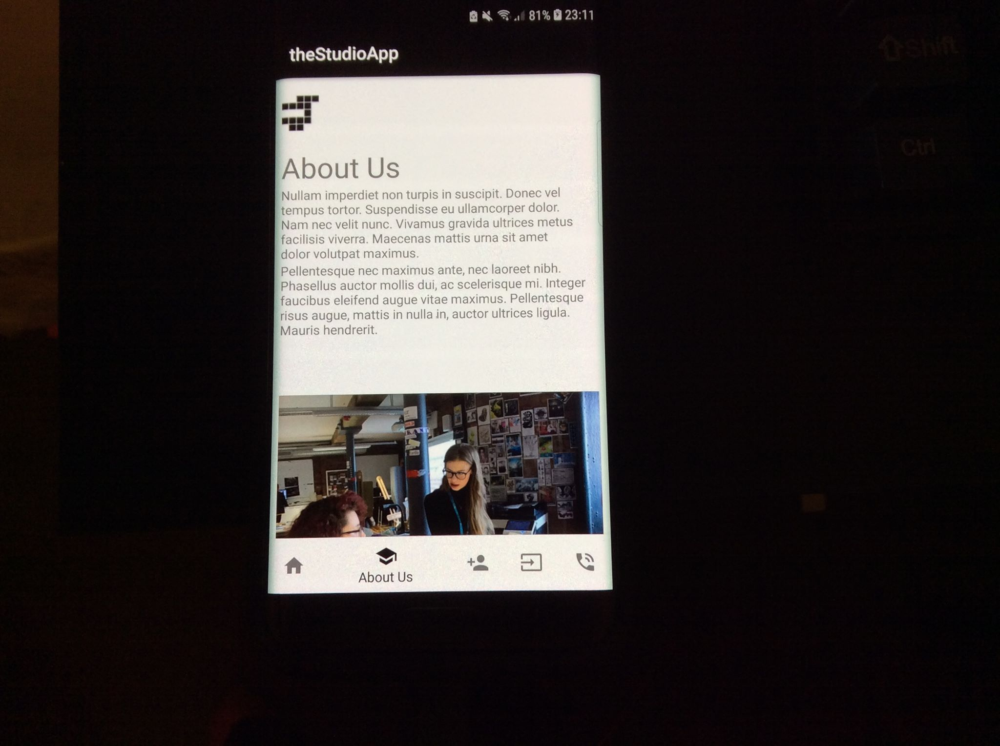 81% 23:11
theStudioApp
About Us
Nullam imperdiet non turpis in suscipit. Donec vel
tempus tortor. Suspendisse eu ullamcorper dolor.
Nam nec velit nunc. Vivamus gravida ultrices metus
facilisis viverra. Maecenas mattis urna sit amet
dolor volutpat maximus.
Pellentesque nec maximus ante, nec laoreet nibh.
Phasellus auctor mollis dui, ac scelerisque mi. Integer
faucibus eleifend augue vitae maximus. Pellentesque
risus augue, mattis in nulla in, auctor ultrices ligula.
Mauris hendrerit.
About Us
Shift
Ctrl